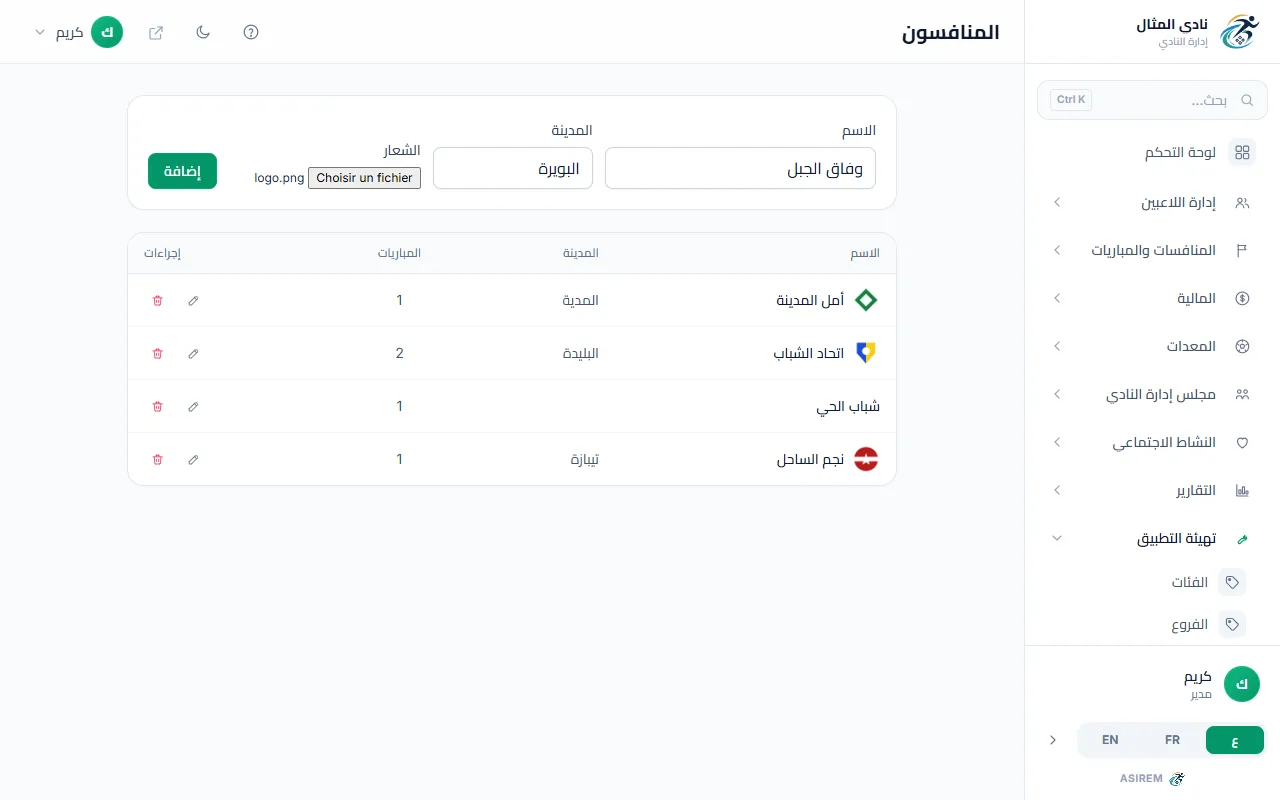 نادي المثال
إدارة النادي
بحث...
Ctrl K
لوحة التحكم
إدارة اللاعبين
المنافسات والمباريات
المالية
المعدات
مجلس إدارة النادي
النشاط الاجتماعي
التقارير
تهيئة التطبيق
الفئات
الفروع
ك
كريم
مدير
ع
FR
EN
ASIREM
المنافسون
ك
كريم
الاسم
المدينة
الشعار
وفاق الجبل
البويرة
Choisir un fichier
logo.png
إضافة
الاسم المدينة المباريات إجراءات
أمل المدينة المدية 1
اتحاد الشباب البليدة 2
شباب الحي 1
نجم الساحل تيبازة 1